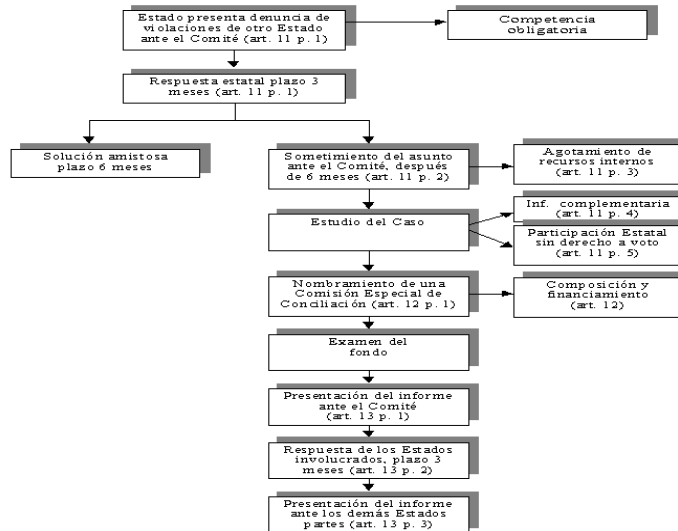 Estado presenta denuncia de
violaciones de otro Estado
ante el Comité (art. 11 p. 1)
Competencia
obligatoria
Respuesta estatal plazo 3
meses (art. 11 p. 1)
Solución amistosa
plazo 6 meses
Sometimiento del asunto
ante el Comité, después
de 6 meses (art. 11 p. 2)
Agotamiento de
recursos internos
(art. 11 p. 3)
Estudio del Caso
Inf. complementaria
(art. 11 p. 4)
Participación Estatal
sin derecho a voto
(art. 11 p. 5)
Nombramiento de una
Comisión Especial de
Conciliación (art. 12 p. 1)
Composición y
financiamiento
(art. 12)
Examen del
fondo
Presentación del informe
ante el Comité
(art. 13 p. 1)
Respuesta de los Estados
involucrados, plazo 3
meses (art. 13 p. 2)
Presentación del informe
ante los demás Estados
partes (art. 13 p. 3)